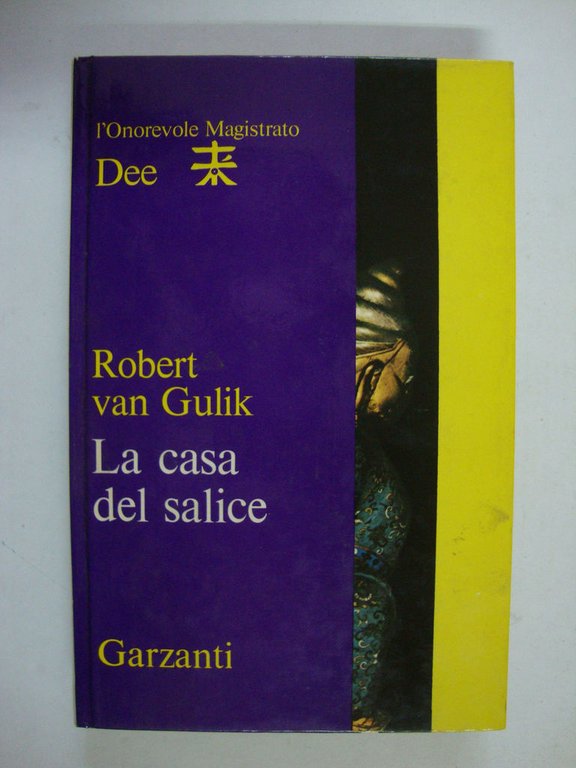 l'Onorevole Magistrato
Dee
Robert
van Gulik
La casa
del salice
Garzanti